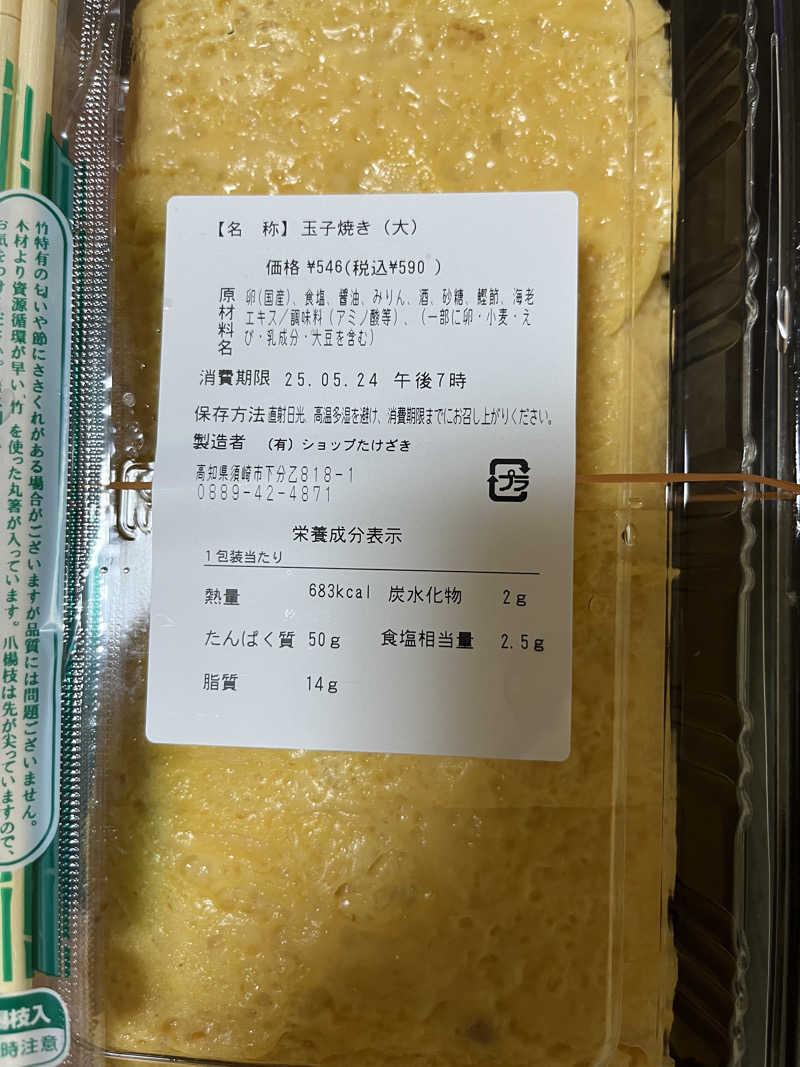 【名　称】玉子焼き（大）
価格 ¥546(税込¥590 )
原材料名
卵(国産)、食塩、醤油、みりん、酒、砂糖、鰹節、海老
エキス／調味料（アミノ酸等）、（一部に卵・小麦・え
び・乳成分・大豆を含む）
消費期限 25.05.24 午後7時
保存方法 直射日光、高温多湿を避け、消費期限までにお召し上がりください。
製造者 （有）ショップたけざき
高知県須崎市下分乙818-1
0889-42-4871
プラ
栄養成分表示
1包装当たり
熱量 683kcal 炭水化物 2g
たんぱく質 50g 食塩相当量 2.5g
脂質 14g
竹特有の匂いや節にささくれがある場合がございますが品質には問題ございません。
木材より資源循環が早い"竹"を使った丸箸が入っています。爪楊枝は先が尖っていますので、
楊枝入
時注意